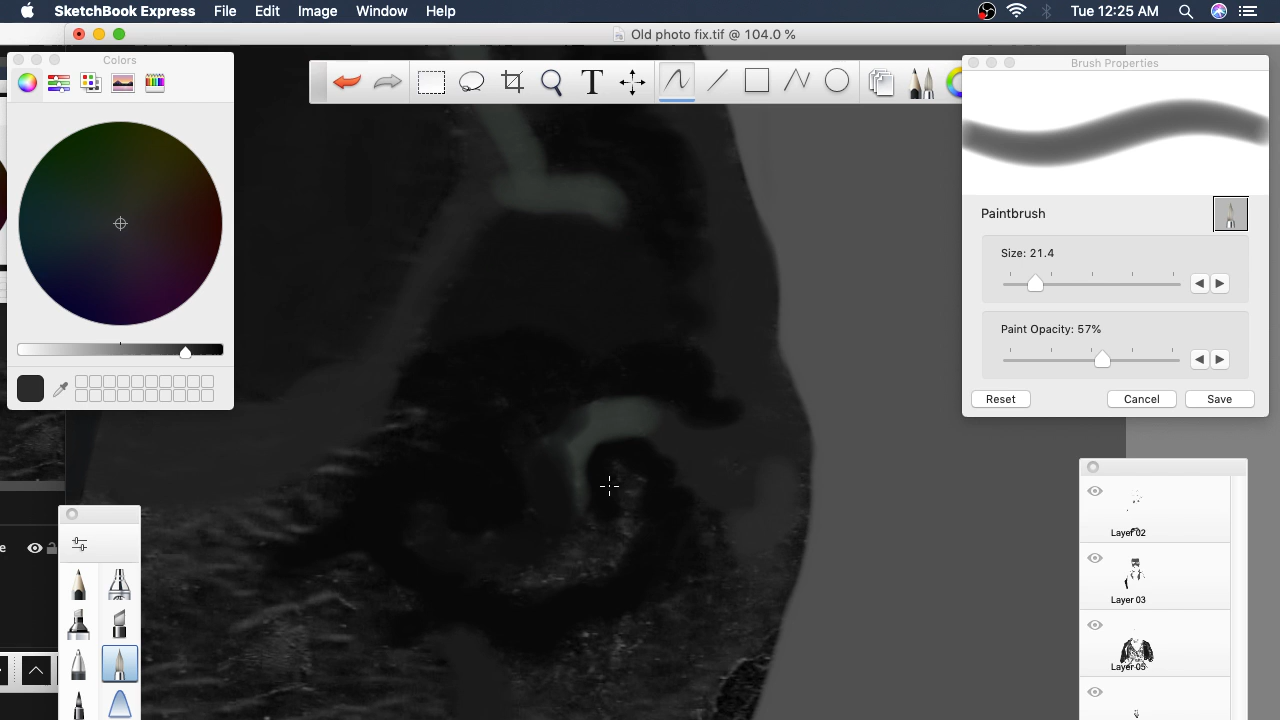 SketchBook Express File Edit Image Window Help Tue 12:25 AM
Old photo fix.tif @ 104.0 %
Colors
T
Brush Properties
Paintbrush
Size: 21.4
Paint Opacity: 57%
Reset Cancel Save
Layer 02
e
Layer 03
Layer 05